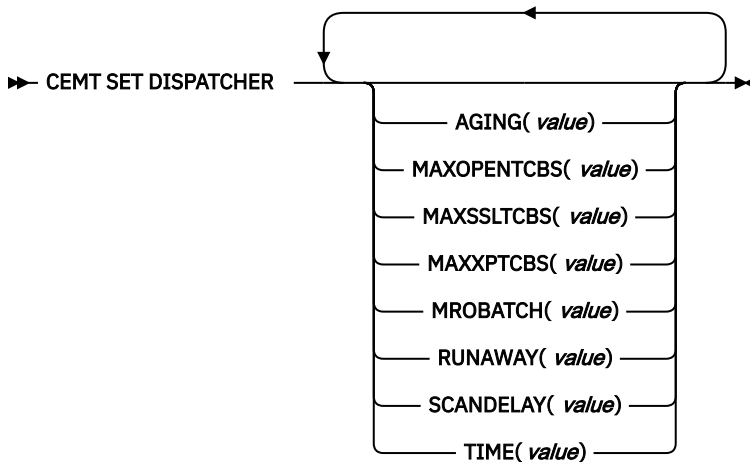 CEMT SET DISPATCHER
AGING( value)
MAXOPENTCBS( value)
MAXSSLTCBS( value)
MAXXPTCBS( value)
MROBATCH( value)
RUNAWAY( value)
SCANDELAY( value)
TIME( value)